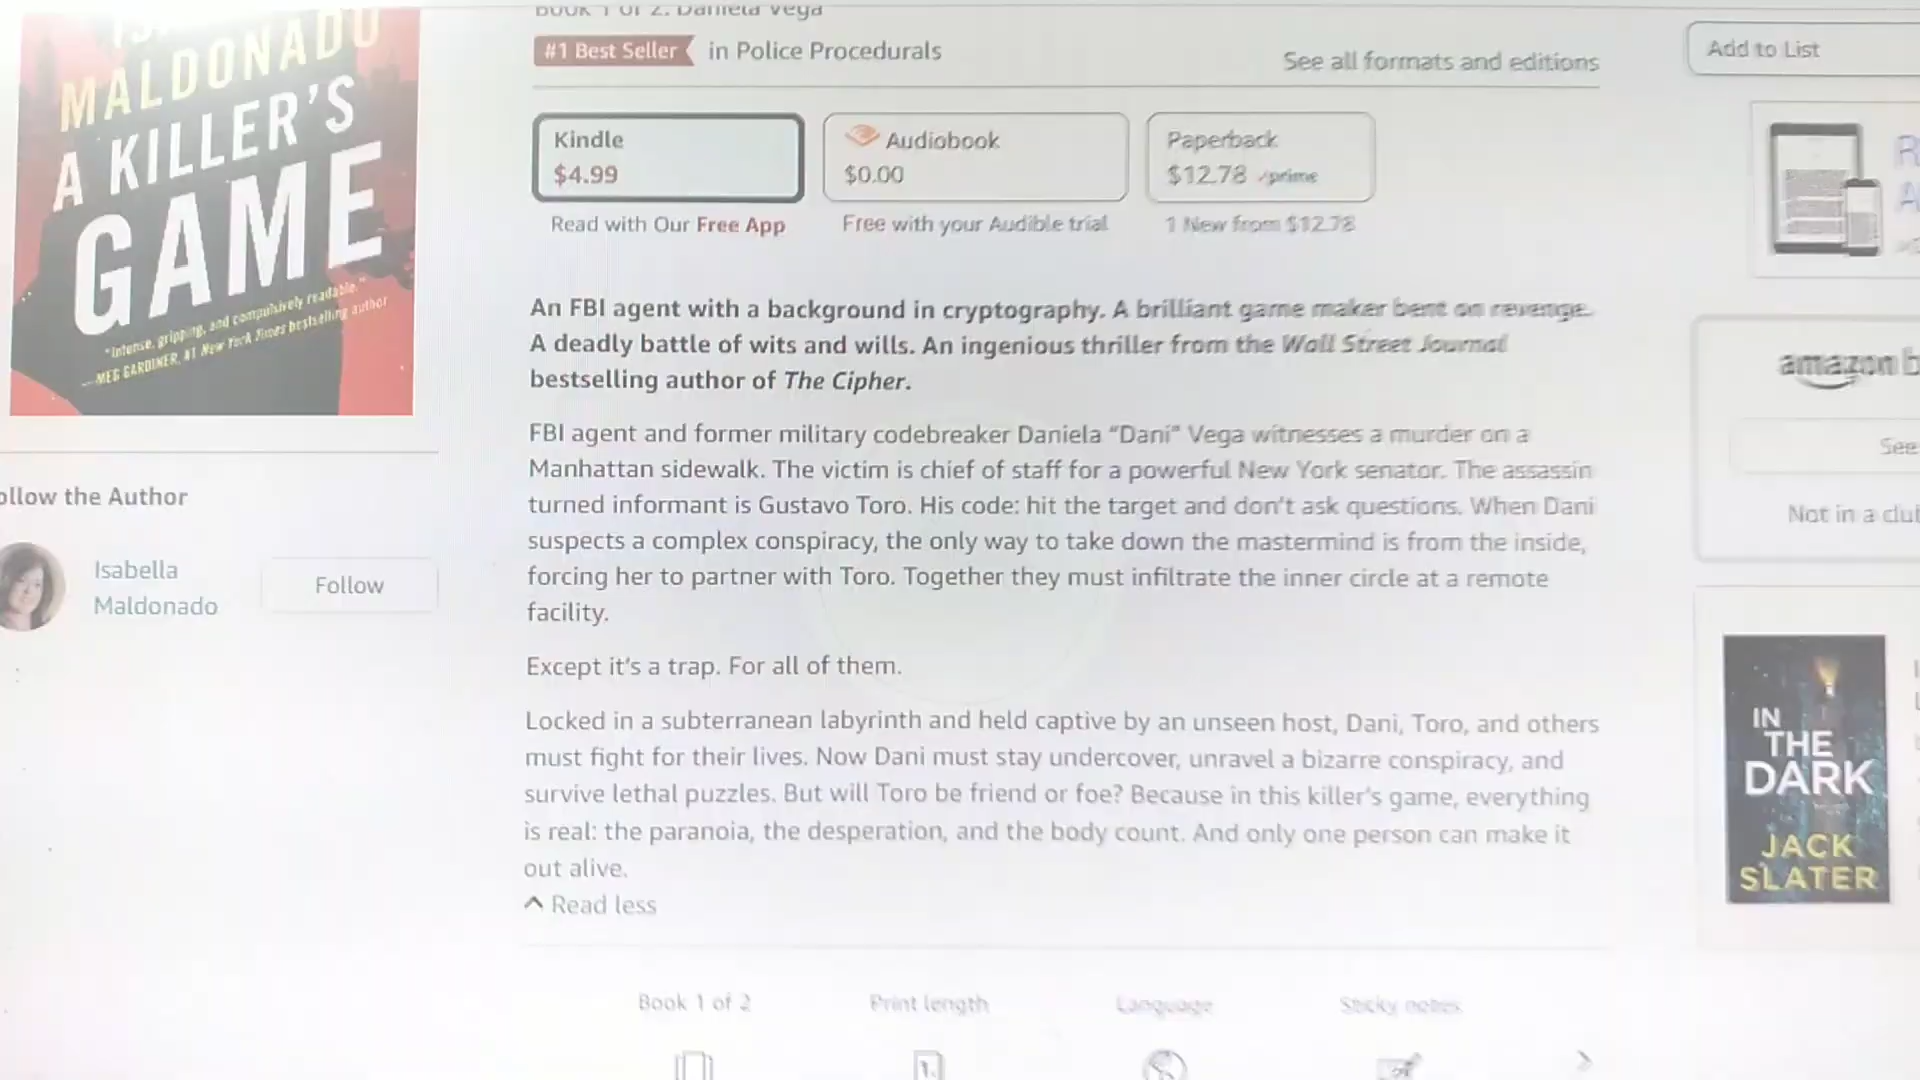 Book 1 of 2: Daniela Vega
#1 Best Seller in Police Procedurals
See all formats and editions
Add to List
MALDONADO
A KILLER'S
GAME
"Intense, gripping, and compulsively readable."
—MEG GARDINER, #1 New York Times bestselling author
Kindle
$4.99
Read with Our Free App
Audiobook
$0.00
Free with your Audible trial
Paperback
$12.78 prime
1 New from $12.78
An FBI agent with a background in cryptography. A brilliant game maker bent on revenge.
A deadly battle of wits and wills. An ingenious thriller from the Wall Street Journal
bestselling author of The Cipher.
FBI agent and former military codebreaker Daniela "Dani" Vega witnesses a murder on a
Manhattan sidewalk. The victim is chief of staff for a powerful New York senator. The assassin
turned informant is Gustavo Toro. His code: hit the target and don't ask questions. When Dani
suspects a complex conspiracy, the only way to take down the mastermind is from the inside,
forcing her to partner with Toro. Together they must infiltrate the inner circle at a remote
facility.
Except it's a trap. For all of them.
Locked in a subterranean labyrinth and held captive by an unseen host, Dani, Toro, and others
must fight for their lives. Now Dani must stay undercover, unravel a bizarre conspiracy, and
survive lethal puzzles. But will Toro be friend or foe? Because in this killer's game, everything
is real: the paranoia, the desperation, and the body count. And only one person can make it
out alive.
Read less
ollow the Author
Isabella
Maldonado
Follow
amazon b
See
Not in a clu
IN
THE
DARK
JACK
SLATER
Book 1 of 2
Print length
Language
Sticky notes